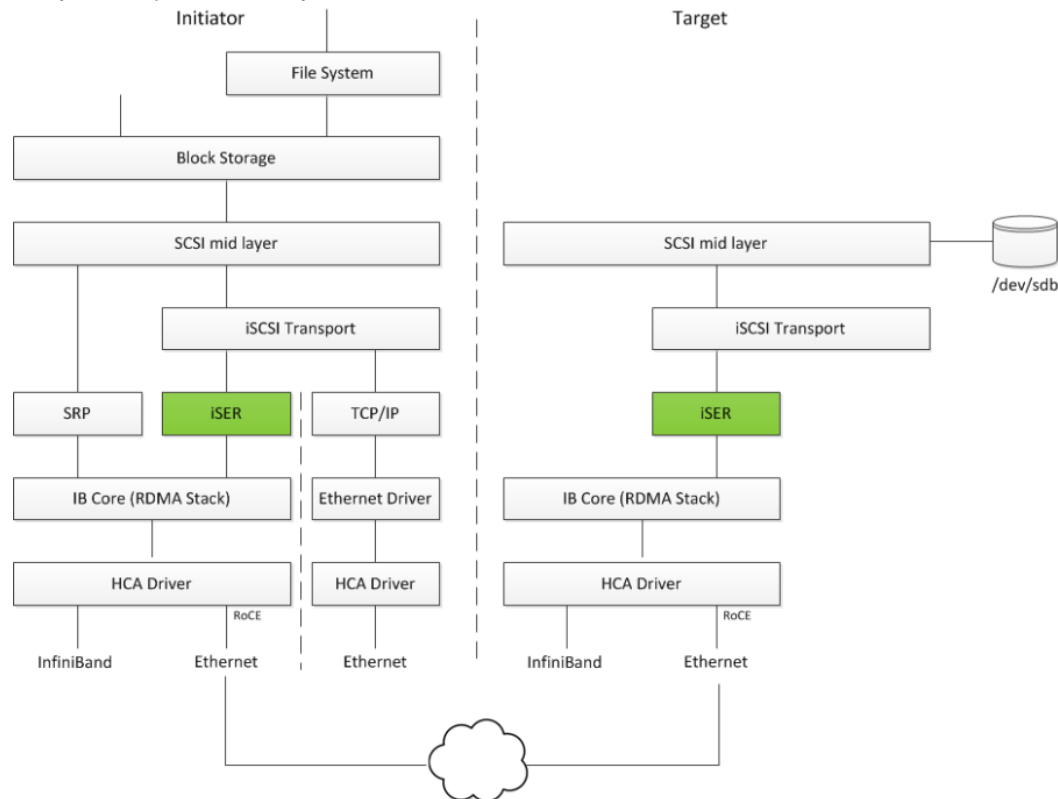 Initiator
Target
File System
Block Storage
SCSI mid layer
SCSI mid layer
/dev/sdb
iSCSI Transport
iSCSI Transport
SRP
iSER
TCP/IP
iSER
IB Core (RDMA Stack)
Ethernet Driver
IB Core (RDMA Stack)
HCA Driver
HCA Driver
HCA Driver
RoCE
RoCE
InfiniBand
Ethernet
Ethernet
InfiniBand
Ethernet